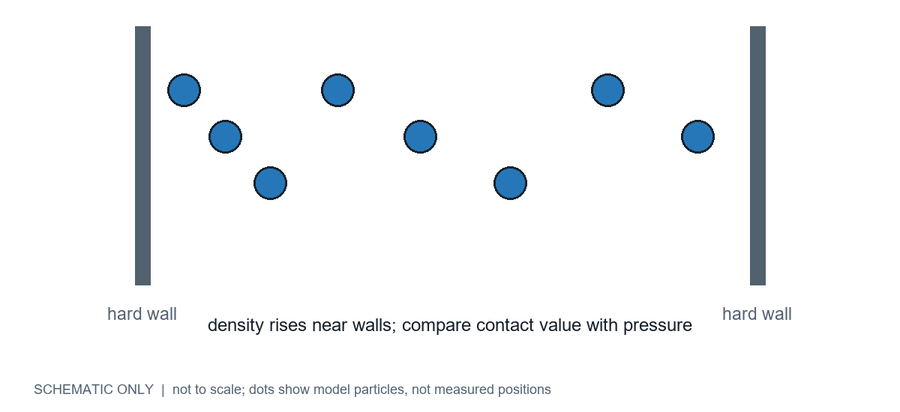 hard wall
hard wall
density rises near walls; compare contact value with pressure
SCHEMATIC ONLY | not to scale; dots show model particles, not measured positions